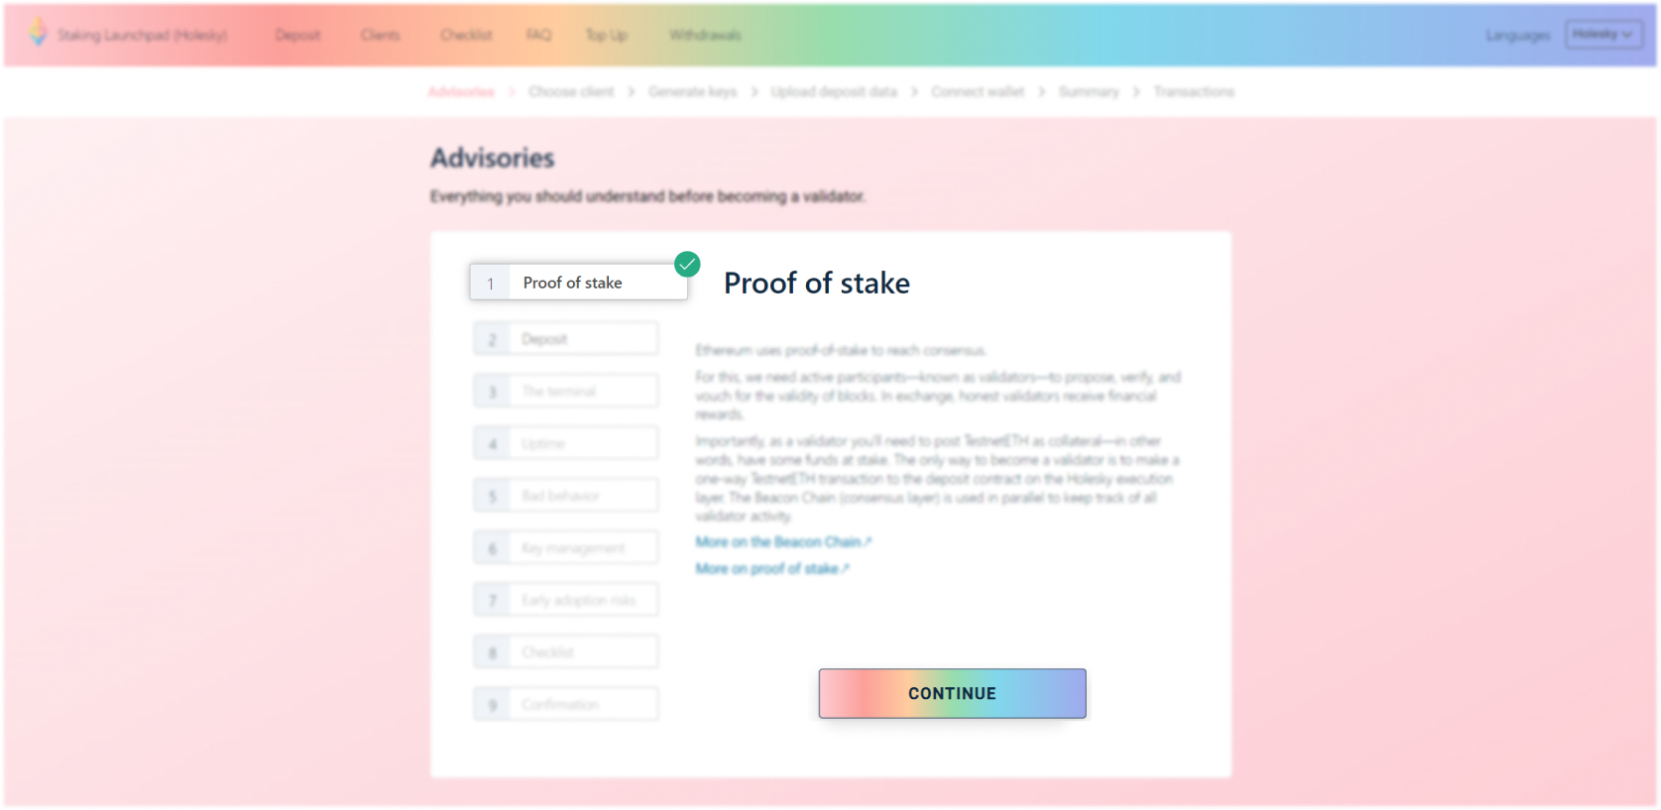 Staking Launchpad (Holesky) Deposit Clients Checklist FAQ Top Up Withdrawals Languages Holesky
Advisories Choose client Generate keys Upload deposit data Connect wallet Summary Transactions
Advisories
Everything you should understand before becoming a validator.
1 Proof of stake
2 Deposit
3 The terminal
4 Uptime
5 Bad behavior
6 Key management
7 Early adoption risks
8 Checklist
9 Confirmation
Proof of stake
Ethereum uses proof-of-stake to reach consensus.
For this, we need active participants—known as validators—to propose, verify, and
vouch for the validity of blocks. In exchange, honest validators receive financial
rewards.
Importantly, as a validator you'll need to post TestnetETH as collateral—in other
words, have some funds at stake. The only way to become a validator is to make a
one-way TestnetETH transaction to the deposit contract on the Holesky execution
layer. The Beacon Chain (consensus layer) is used in parallel to keep track of all
validator activity.
More on the Beacon Chain↗
More on proof of stake↗
CONTINUE